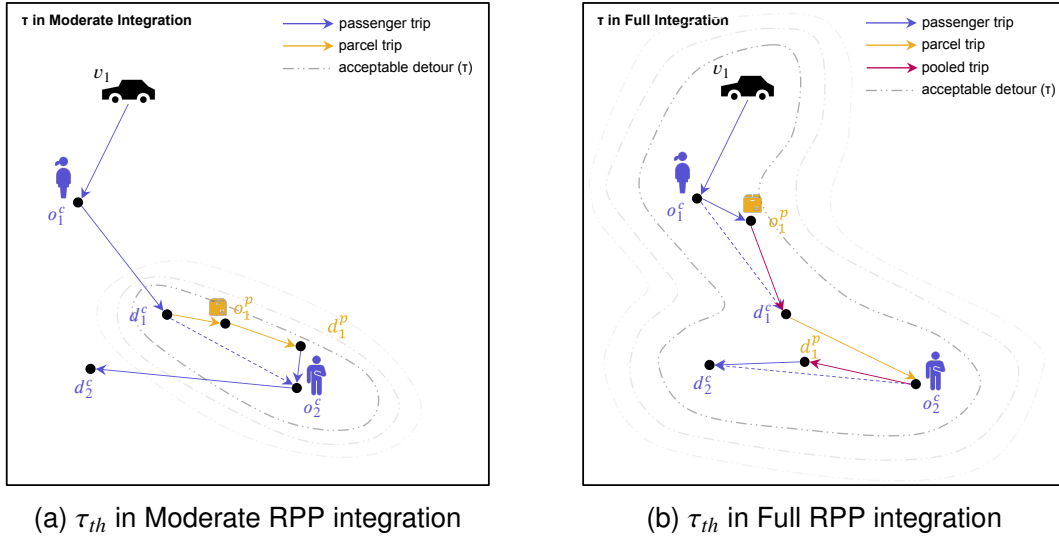 τ in Moderate Integration
passenger trip
parcel trip
acceptable detour (τ)
v₁
o₁ᶜ
d₁ᶜ
o₁ᵖ
d₁ᵖ
d₂ᶜ
o₂ᶜ
(a) τₜₕ in Moderate RPP integration
τ in Full Integration
passenger trip
parcel trip
pooled trip
acceptable detour (τ)
v₁
o₁ᶜ
o₁ᵖ
d₁ᶜ
d₁ᵖ
d₂ᶜ
o₂ᶜ
(b) τₜₕ in Full RPP integration